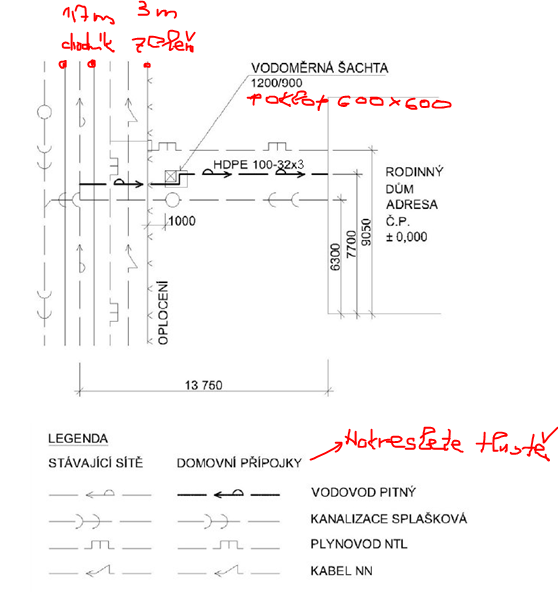 1,7 m 3 m
chodník zeleň
VODOMĚRNÁ ŠACHTA
1200/900
POKLOP 600x600
HDPE 100-32x3
RODINNÝ
DŮM
ADRESA
Č.P.
± 0,000
1000
6300
7700
9050
OPLOCENÍ
13 750
LEGENDA
Nakreslete tlustě
STÁVAJÍCÍ SÍTĚ DOMOVNÍ PŘÍPOJKY
VODOVOD PITNÝ
KANALIZACE SPLAŠKOVÁ
PLYNOVOD NTL
KABEL NN